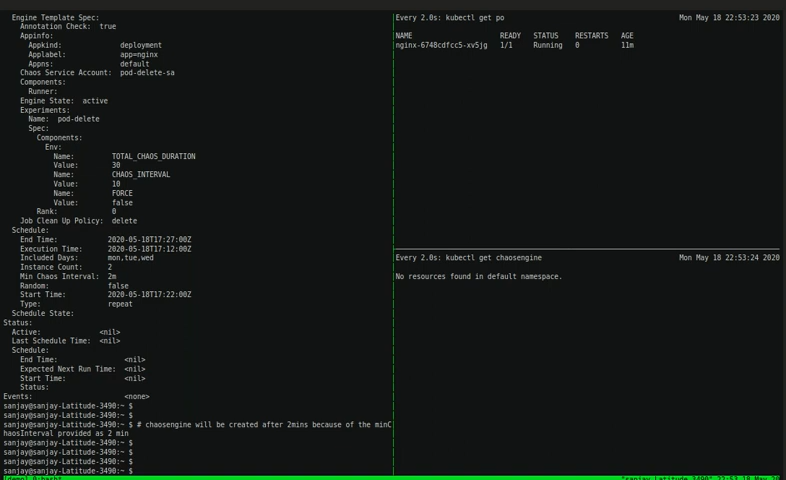 Engine Template Spec:
Annotation Check:  true
Appinfo:
Appkind:              deployment
Applabel:             app=nginx
Appns:                default
Chaos Service Account:  pod-delete-sa
Components:
Runner:
Engine State:  active
Experiments:
Name:  pod-delete
Spec:
Components:
Env:
Name:         TOTAL_CHAOS_DURATION
Value:        30
Name:         CHAOS_INTERVAL
Value:        10
Name:         FORCE
Value:        false
Rank:             0
Job Clean Up Policy:  delete
Schedule:
End Time:            2020-05-18T17:27:00Z
Execution Time:      2020-05-18T17:12:00Z
Included Days:       mon,tue,wed
Instance Count:      2
Min Chaos Interval:  2m
Random:              false
Start Time:          2020-05-18T17:22:00Z
Type:                repeat
Schedule State:
Status:
Active:              <nil>
Last Schedule Time:  <nil>
Schedule:
End Time:                <nil>
Expected Next Run Time:  <nil>
Start Time:              <nil>
Status:
Events:                      <none>
sanjay@sanjay-Latitude-3490:~ $
sanjay@sanjay-Latitude-3490:~ $
sanjay@sanjay-Latitude-3490:~ $ # chaosengine will be created after 2mins because of the minC
haosInterval provided as 2 min
sanjay@sanjay-Latitude-3490:~ $
sanjay@sanjay-Latitude-3490:~ $
sanjay@sanjay-Latitude-3490:~ $
sanjay@sanjay-Latitude-3490:~ $
Every 2.0s: kubectl get po                    Mon May 18 22:53:23 2020
NAME                     READY   STATUS    RESTARTS   AGE
nginx-6748cdfcc5-xv5jg   1/1     Running   0          11m
Every 2.0s: kubectl get chaosengine           Mon May 18 22:53:24 2020
No resources found in default namespace.